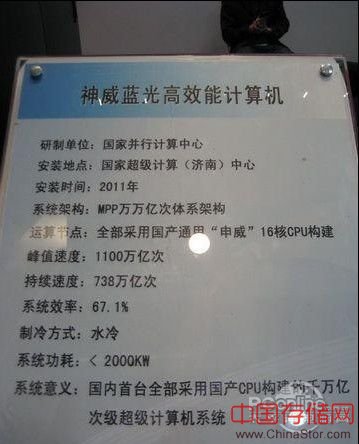 神威蓝光高效能计算机
研制单位：国家并行计算中心
安装地点：国家超级计算（济南）中心
安装时间：2011年
系统架构：MPP万万亿次体系架构
运算节点：全部采用国产通用“申威”16核CPU构建
峰值速度：1100万亿次
持续速度：738万亿次
系统效率：67.1%
制冷方式：水冷
系统功耗：< 200QKW
系统意义：国内首台全部采用国产CPU构建的千万亿
次级超级计算机系统
中国存储网
www.ChinaStor.com